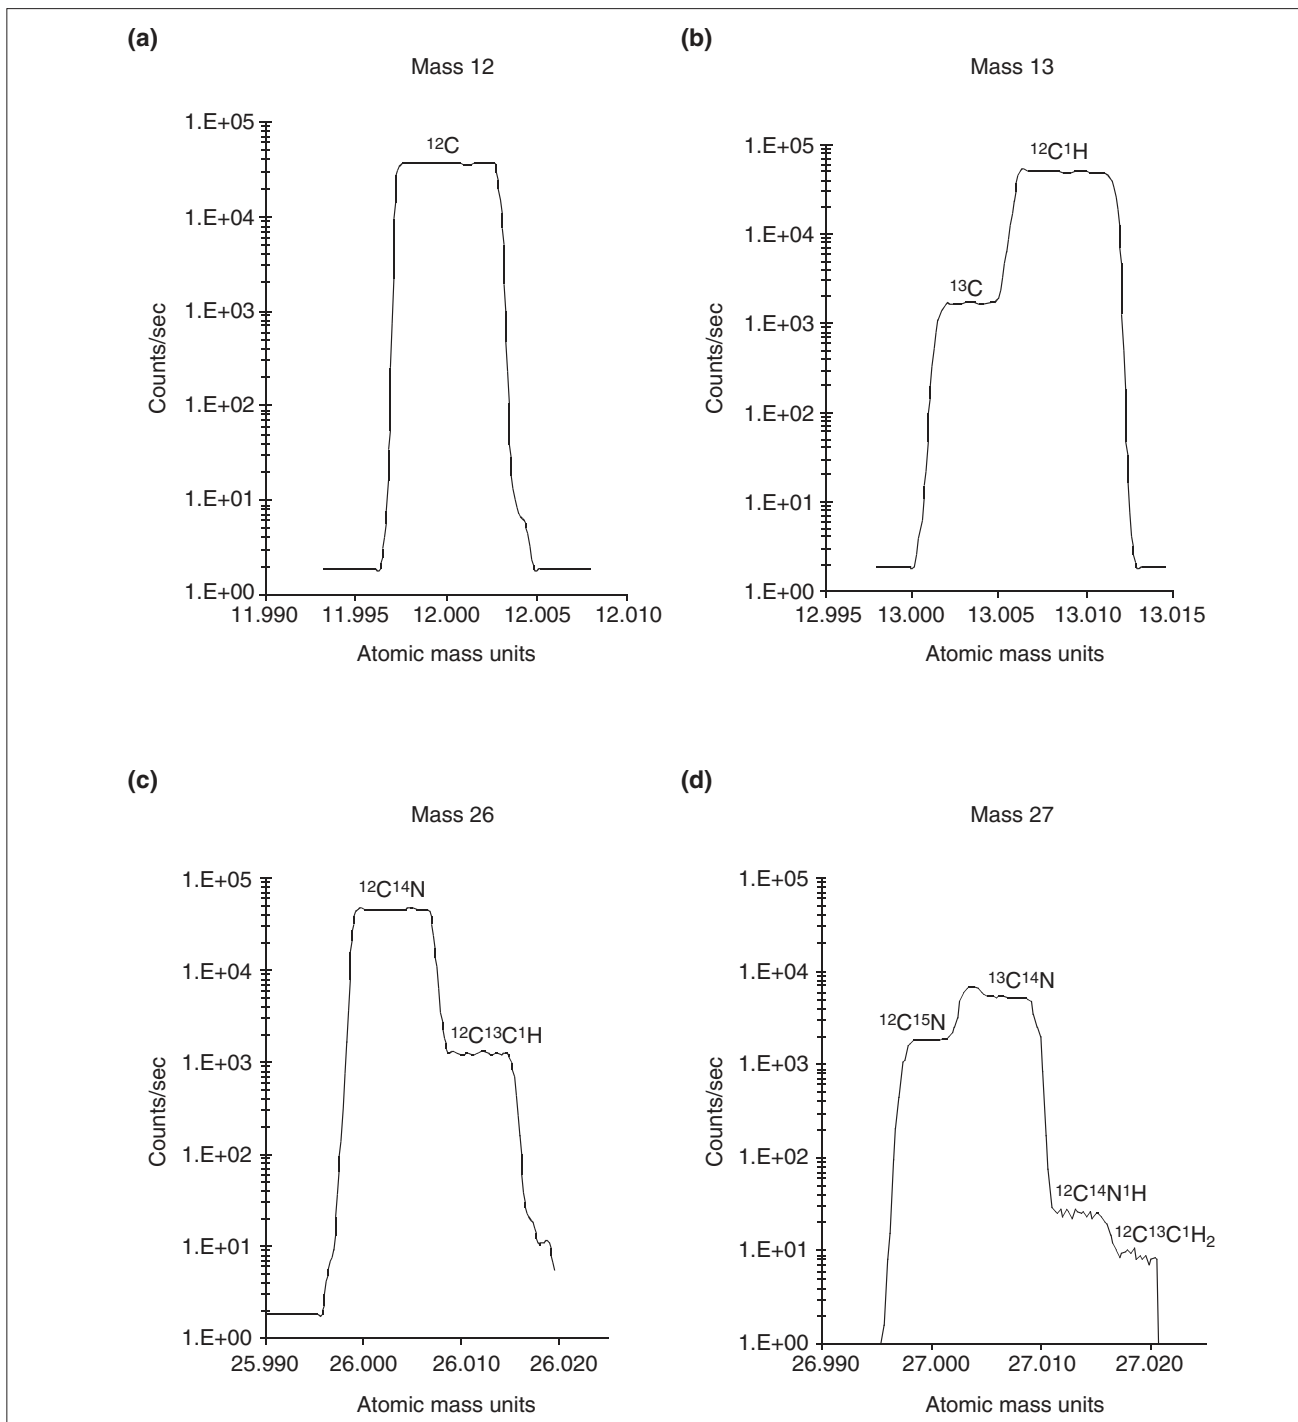 (a)
Mass 12
1.E+05
1.E+04
1.E+03
1.E+02
1.E+01
1.E+00
Counts/sec
¹²C
11.990 11.995 12.000 12.005 12.010
Atomic mass units
(b)
Mass 13
1.E+05
1.E+04
1.E+03
1.E+02
1.E+01
1.E+00
Counts/sec
¹²C¹H
¹³C
12.995 13.000 13.005 13.010 13.015
Atomic mass units
(c)
Mass 26
1.E+05
1.E+04
1.E+03
1.E+02
1.E+01
1.E+00
Counts/sec
¹²C¹⁴N
¹²C¹³C¹H
25.990 26.000 26.010 26.020
Atomic mass units
(d)
Mass 27
1.E+05
1.E+04
1.E+03
1.E+02
1.E+01
1.E+00
Counts/sec
¹³C¹⁴N
¹²C¹⁵N
¹²C¹⁴N¹H
¹²C¹³C¹H₂
26.990 27.000 27.010 27.020
Atomic mass units